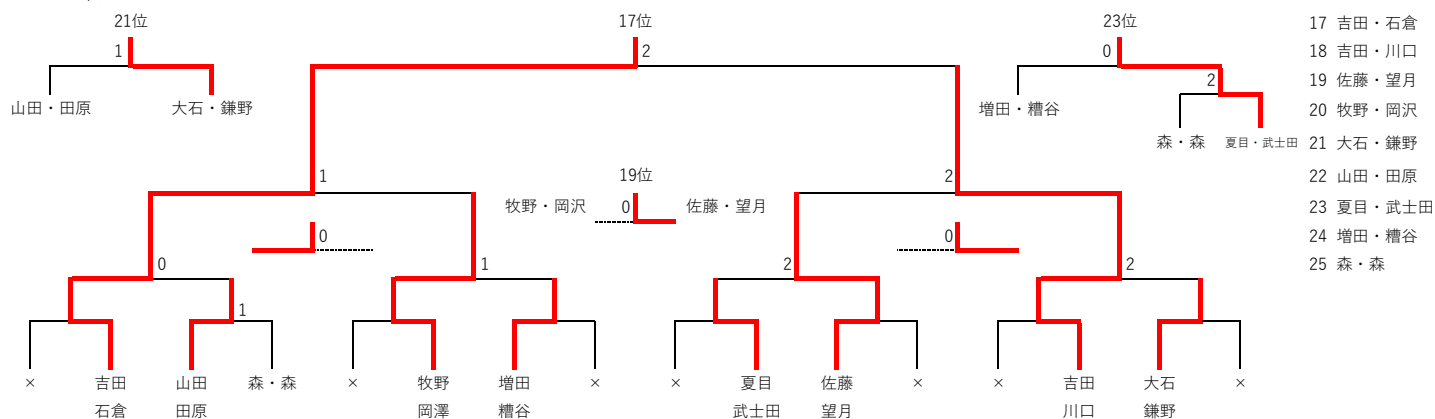 21位 17位 23位 17 吉田・石倉
1 2 0 18 吉田・川口
2 19 佐藤・望月
山田・田原 大石・鎌野 増田・糟谷 20 牧野・岡沢
森・森 夏目・武士田 21 大石・鎌野
1 19位 2 22 山田・田原
牧野・岡沢 0 佐藤・望月 23 夏目・武士田
0 0 24 増田・糟谷
0 1 2 2 25 森・森
1
× 吉田 山田 森・森 × 牧野 増田 × × 夏目 佐藤 × × 吉田 大石 ×
石倉 田原 岡澤 糟谷 武士田 望月 川口 鎌野